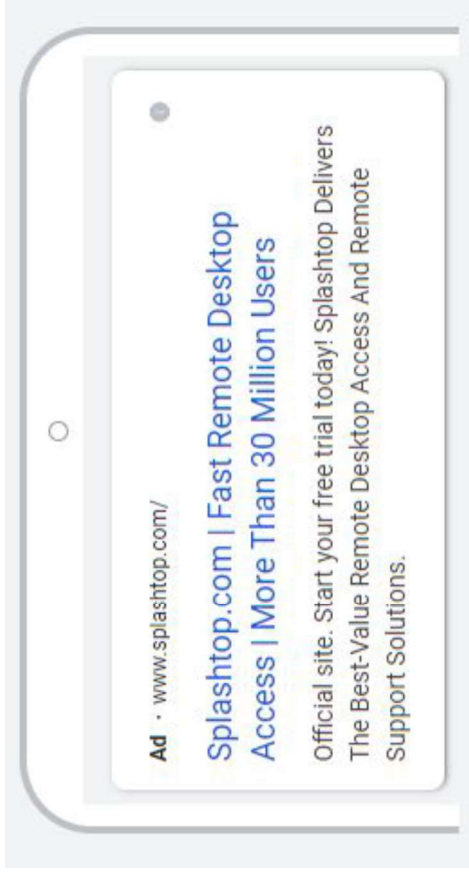 Ad · www.splashtop.com/
Splashtop.com | Fast Remote Desktop
Access | More Than 30 Million Users
Official site. Start your free trial today! Splashtop Delivers
The Best-Value Remote Desktop Access And Remote
Support Solutions.